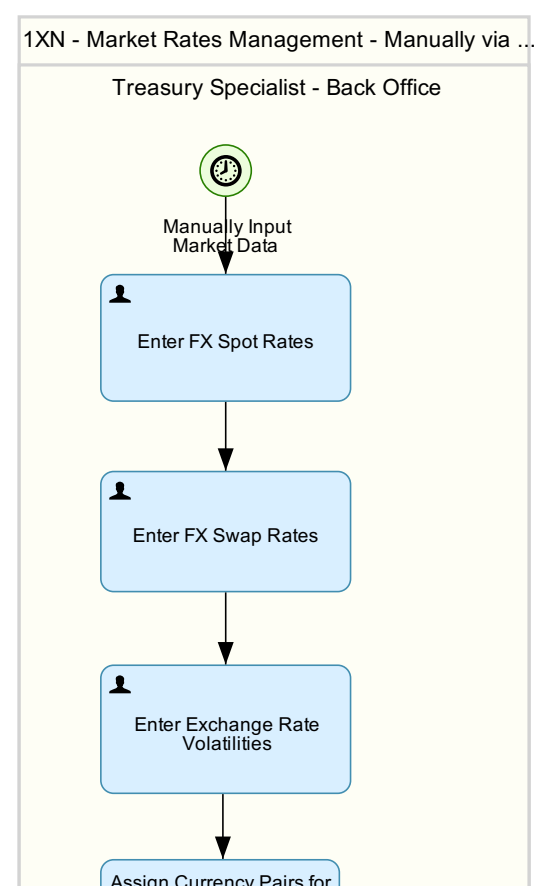 1XN - Market Rates Management - Manually via ...
Treasury Specialist - Back Office
Manually Input
Market Data
Enter FX Spot Rates
Enter FX Swap Rates
Enter Exchange Rate
Volatilities
Assign Currency Pairs for